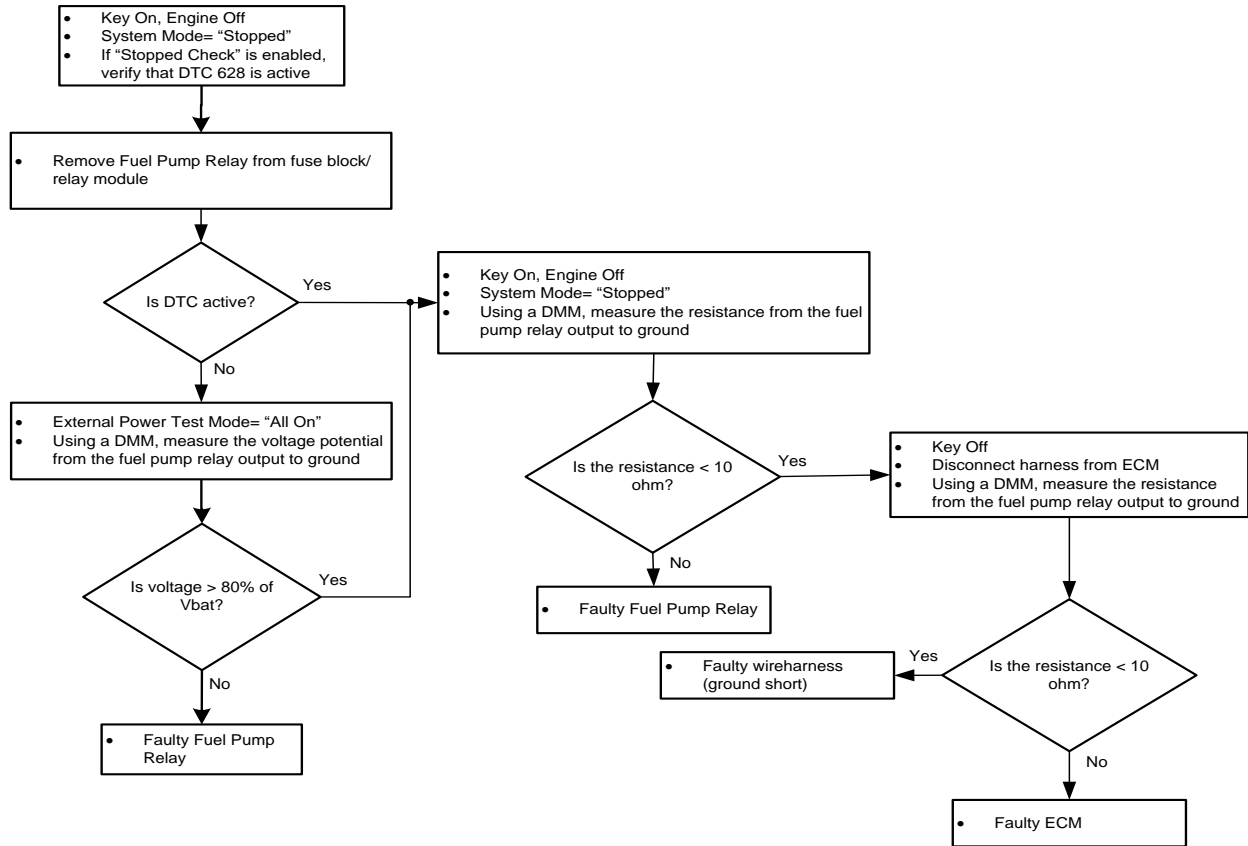 • Key On, Engine Off
• System Mode= “Stopped”
• If “Stopped Check” is enabled,
verify that DTC 628 is active
• Remove Fuel Pump Relay from fuse block/
relay module
Is DTC active?
Yes
No
• External Power Test Mode= “All On”
• Using a DMM, measure the voltage potential
from the fuel pump relay output to ground
Is voltage > 80% of
Vbat?
Yes
No
• Faulty Fuel Pump
Relay
• Key On, Engine Off
• System Mode= “Stopped”
• Using a DMM, measure the resistance from the fuel
pump relay output to ground
Is the resistance < 10
ohm?
Yes
No
• Faulty Fuel Pump Relay
• Key Off
• Disconnect harness from ECM
• Using a DMM, measure the resistance
from the fuel pump relay output to ground
Is the resistance < 10
ohm?
Yes
• Faulty wireharness
(ground short)
No
• Faulty ECM